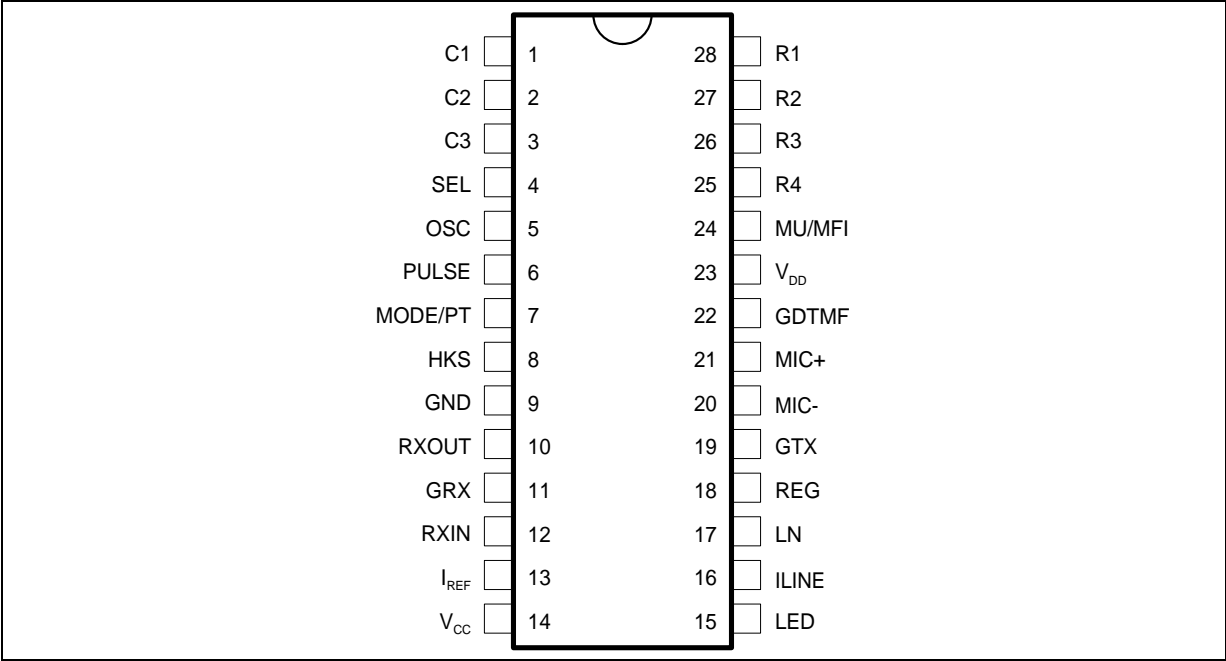 C1 1 28 R1
C2 2 27 R2
C3 3 26 R3
SEL 4 25 R4
OSC 5 24 MU/MFI
PULSE 6 23 VDD
MODE/PT 7 22 GDTMF
HKS 8 21 MIC+
GND 9 20 MIC-
RXOUT 10 19 GTX
GRX 11 18 REG
RXIN 12 17 LN
IREF 13 16 ILINE
VCC 14 15 LED